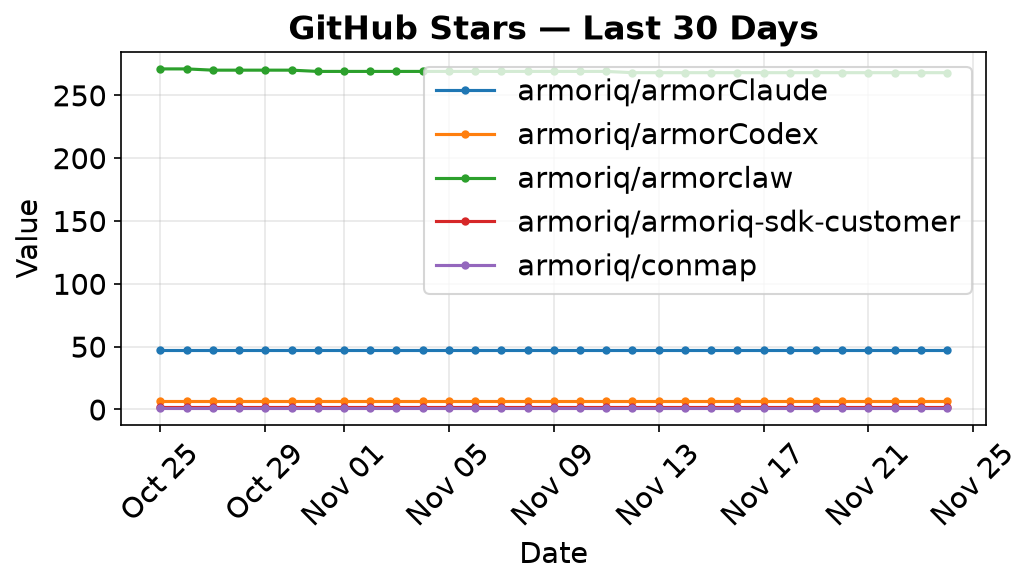 GitHub Stars — Last 30 Days
Value
250
200
150
100
50
0
armoriq/armorClaude
armoriq/armorCodex
armoriq/armorclaw
armoriq/armoriq-sdk-customer
armoriq/conmap
Oct 25
Oct 29
Nov 01
Nov 05
Nov 09
Nov 13
Nov 17
Nov 21
Nov 25
Date